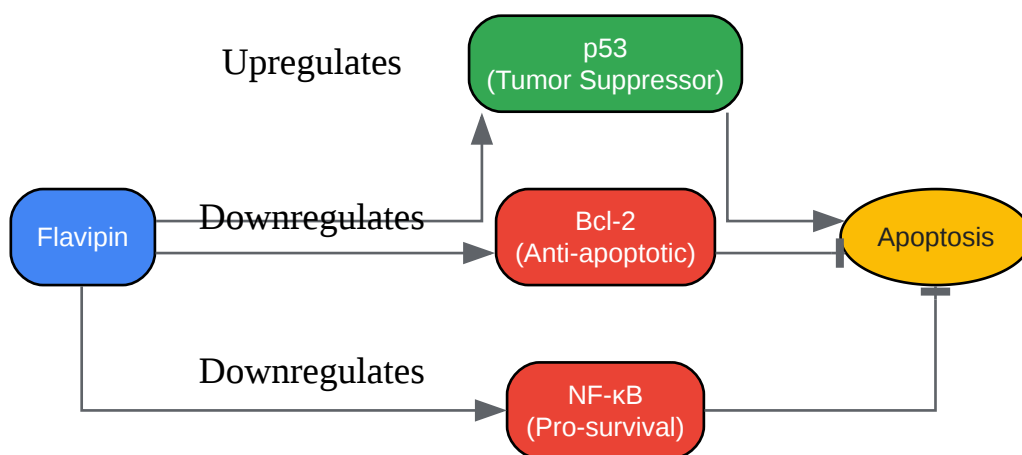 Upregulates
p53
(Tumor Suppressor)
Flavipin
Downregulates
Bcl-2
(Anti-apoptotic)
Apoptosis
Downregulates
NF-κB
(Pro-survival)